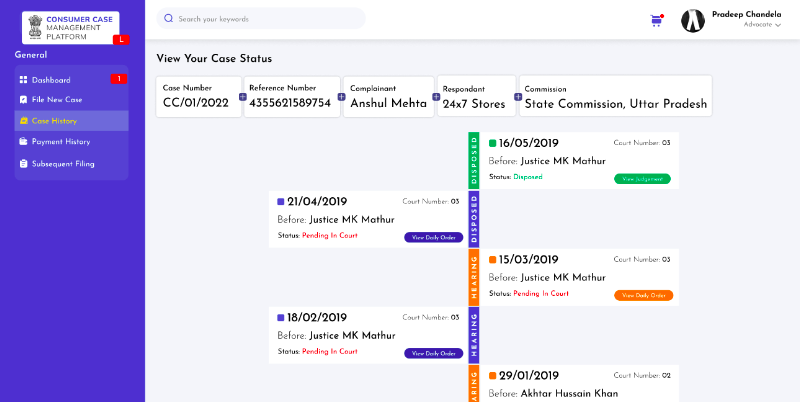 CONSUMER CASE
MANAGEMENT
PLATFORM
L
General
Dashboard
1
File New Case
Case History
Payment History
Subsequent Filing
Search your keywords
Pradeep Chandela
Advocate
View Your Case Status
Case Number
CC/01/2022
Reference Number
4355621589754
Complainant
Anshul Mehta
Respondant
24x7 Stores
Commission
State Commission, Uttar Pradesh
DISPOSED
16/05/2019
Court Number: 03
Before: Justice MK Mathur
Status: Disposed
View Judgement
21/04/2019
Court Number: 03
Before: Justice MK Mathur
Status: Pending In Court
View Daily Order
DISPOSED
HEARING
15/03/2019
Court Number: 03
Before: Justice MK Mathur
Status: Pending In Court
View Daily Order
18/02/2019
Court Number: 03
Before: Justice MK Mathur
Status: Pending In Court
View Daily Order
HEARING
ARING
29/01/2019
Court Number: 02
Before: Akhtar Hussain Khan